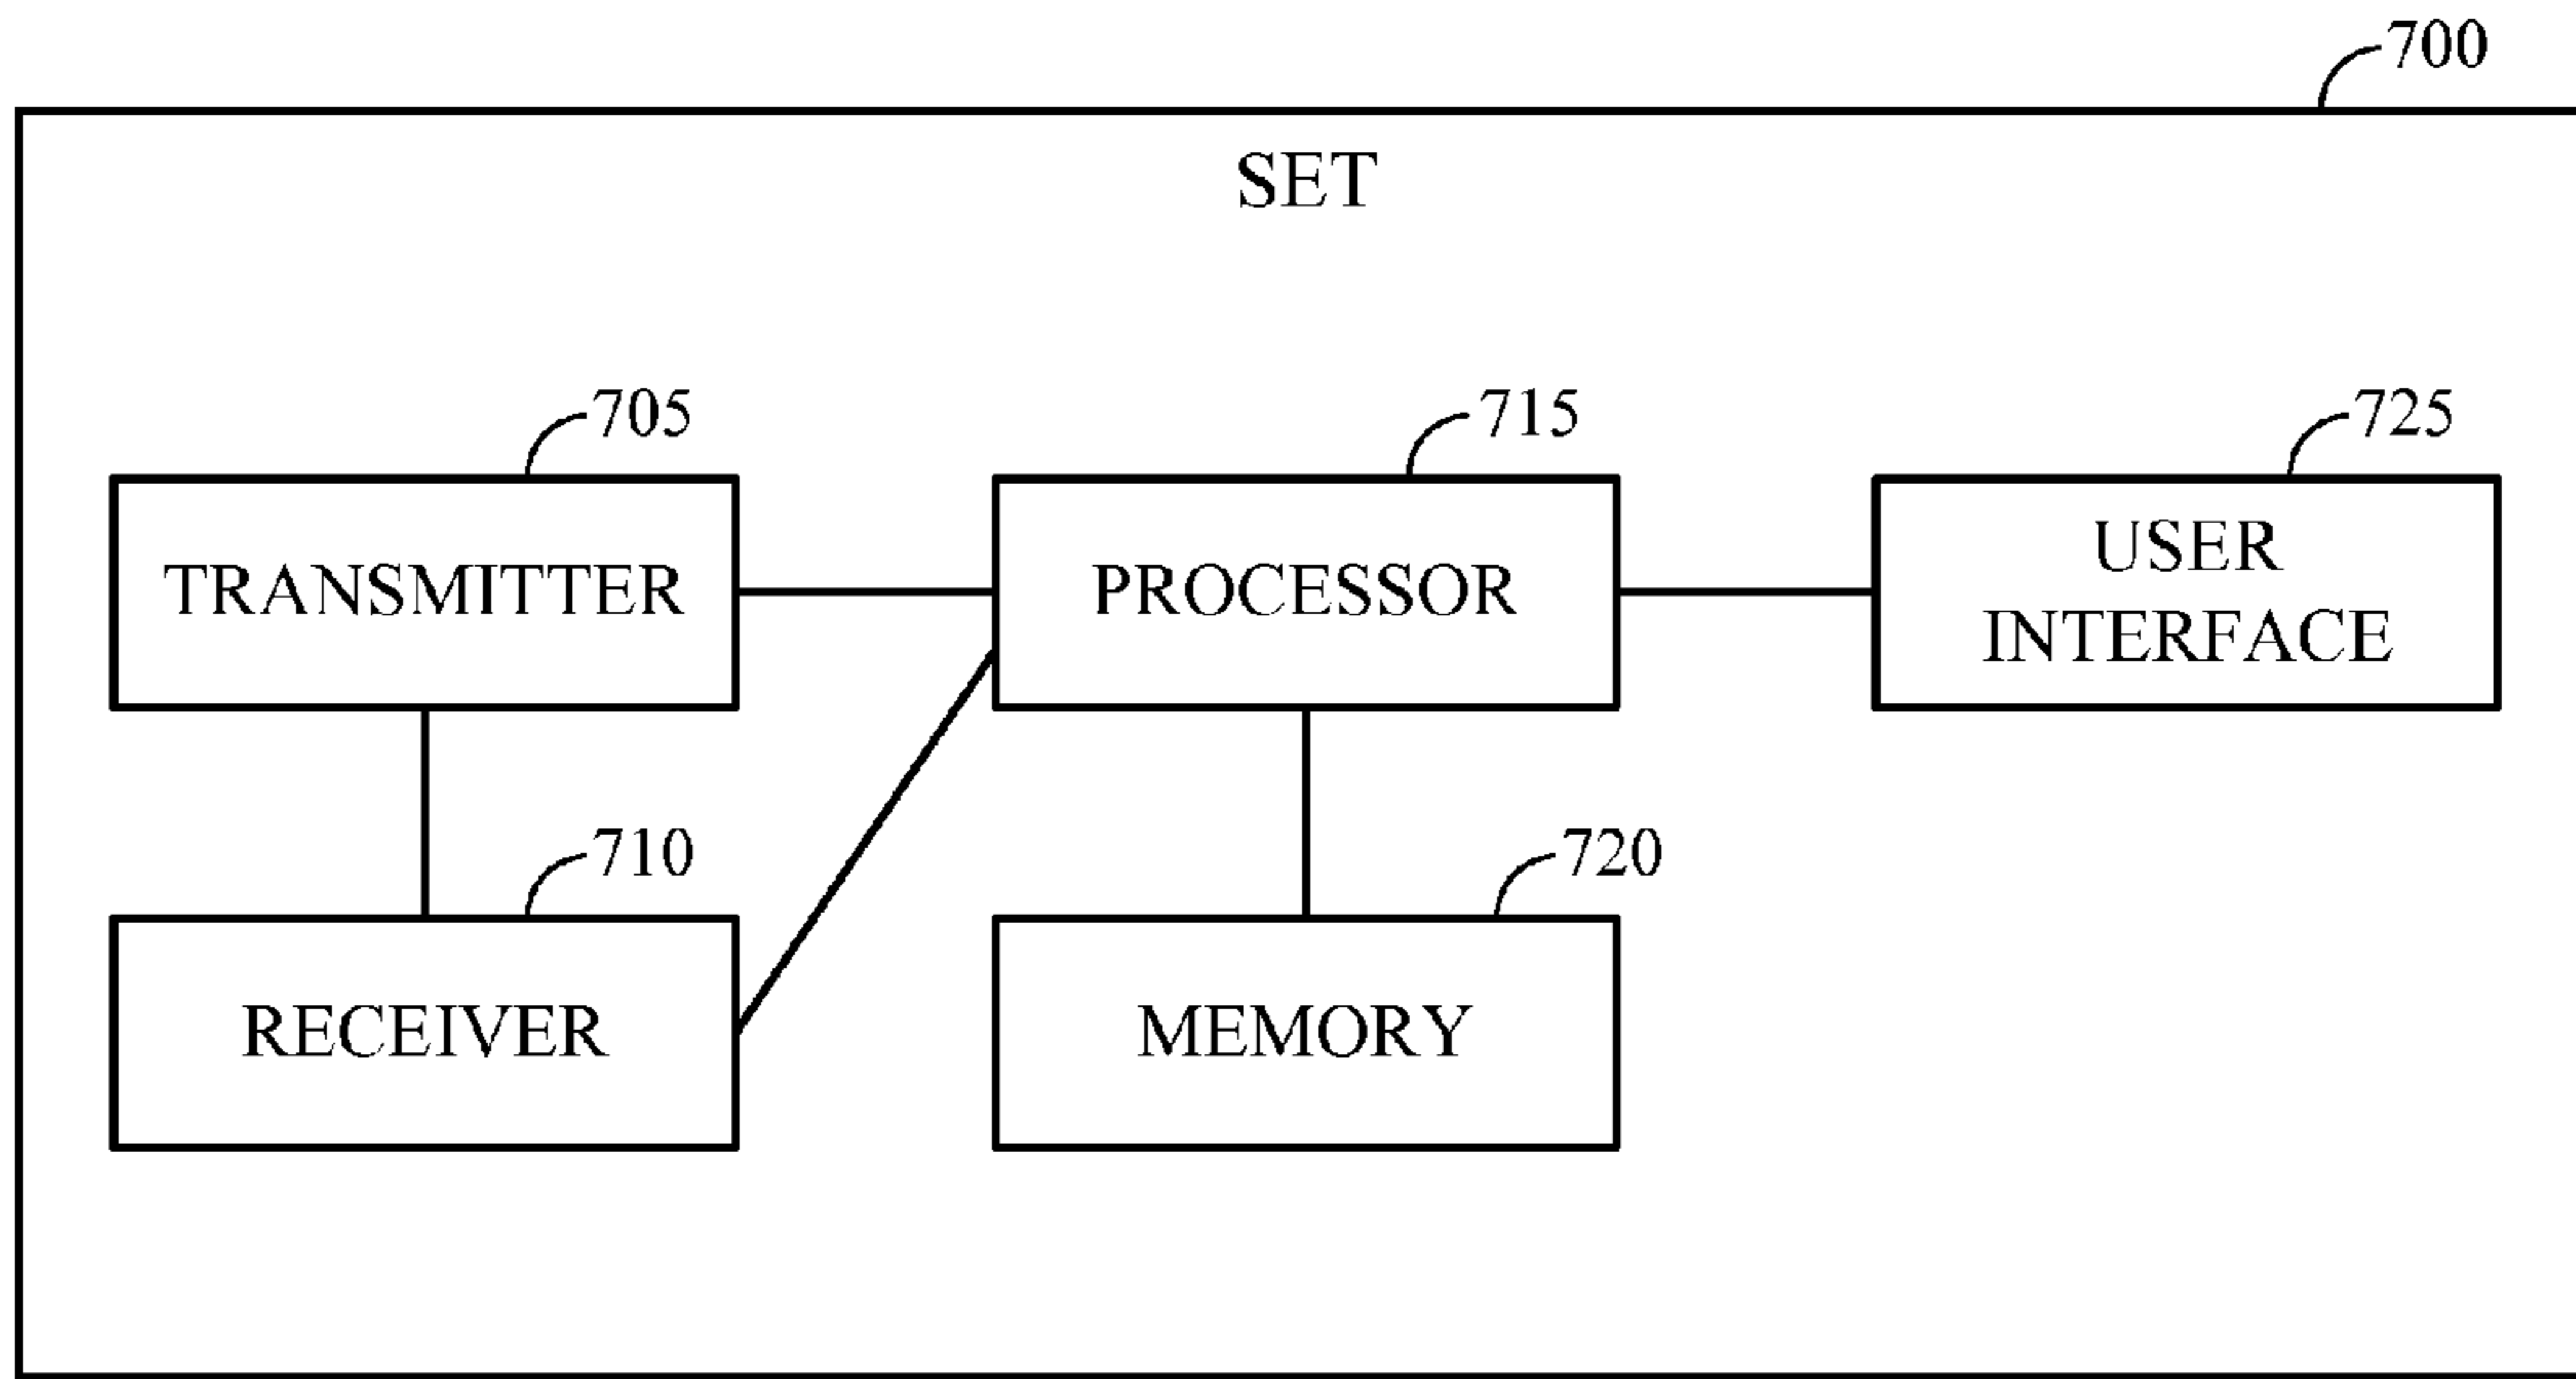 700
SET
705
715
725
TRANSMITTER
PROCESSOR
USER
INTERFACE
710
720
RECEIVER
MEMORY